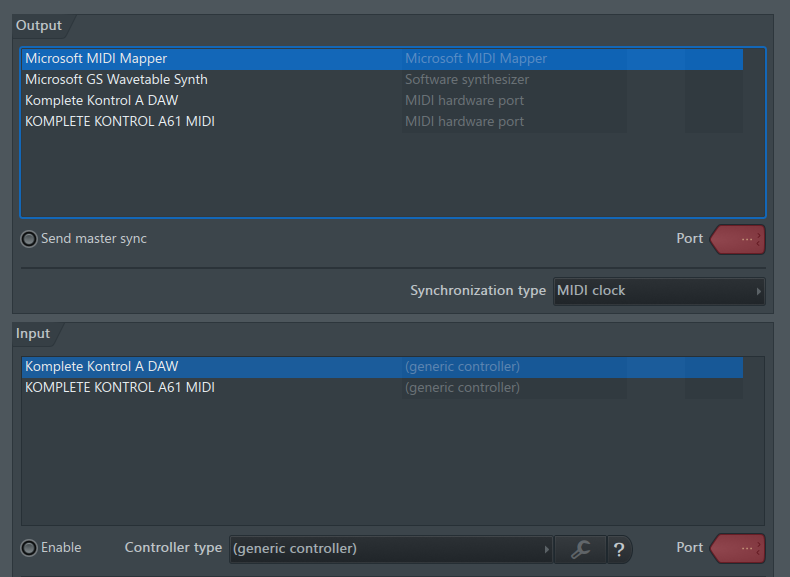 Output
Microsoft MIDI Mapper Microsoft MIDI Mapper
Microsoft GS Wavetable Synth Software synthesizer
Komplete Kontrol A DAW MIDI hardware port
KOMPLETE KONTROL A61 MIDI MIDI hardware port
Send master sync Port ...
Synchronization type MIDI clock
Input
Komplete Kontrol A DAW (generic controller)
KOMPLETE KONTROL A61 MIDI (generic controller)
Enable Controller type (generic controller) ? Port ...